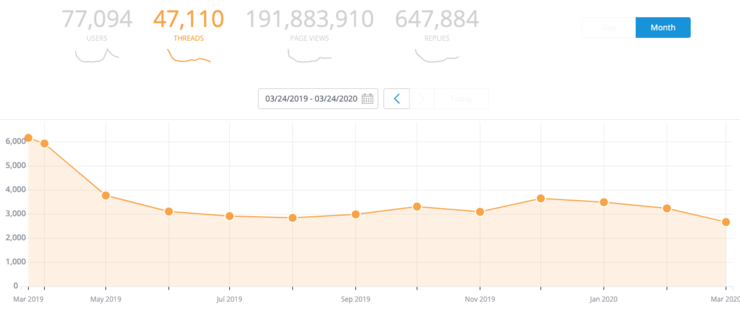 77,094 47,110 191,883,910 647,884
USERS THREADS PAGE VIEWS REPLIES
Month
03/24/2019 - 03/24/2020
Today
6,000
5,000
4,000
3,000
2,000
1,000
0
Mar 2019 May 2019 Jul 2019 Sep 2019 Nov 2019 Jan 2020 Mar 2020